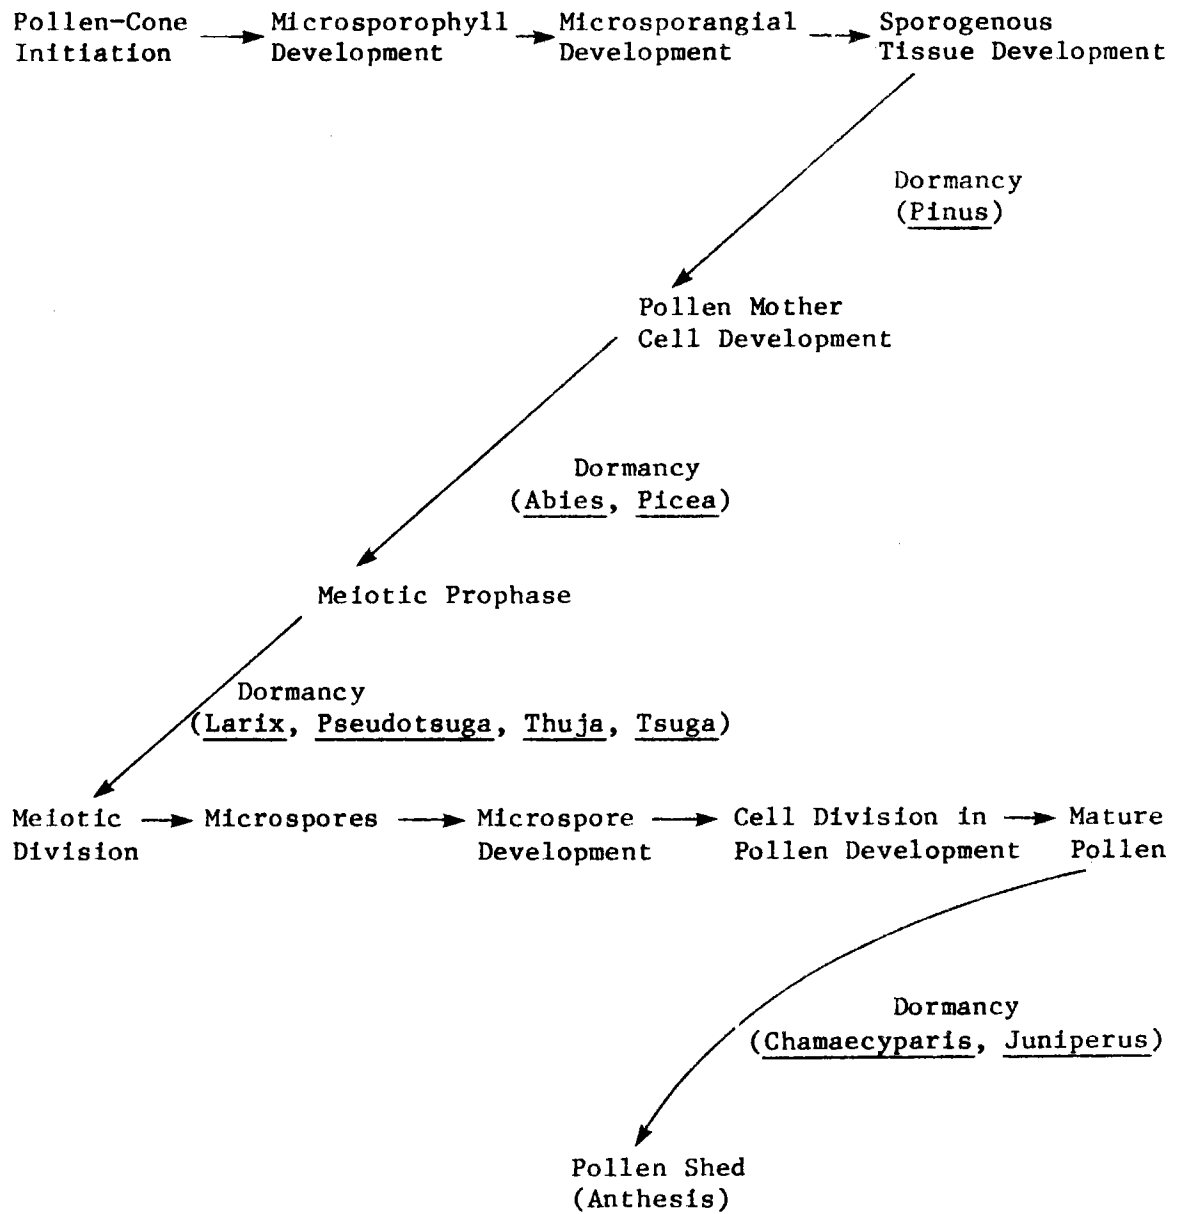 Pollen-Cone
Initiation
Microsporophyll
Development
Microsporangial
Development
Sporogenous
Tissue Development
Dormancy
(Pinus)
Pollen Mother
Cell Development
Dormancy
(Abies, Picea)
Meiotic Prophase
Dormancy
(Larix, Pseudotsuga, Thuja, Tsuga)
Meiotic
Division
Microspores
Microspore
Development
Cell Division in
Pollen Development
Mature
Pollen
Dormancy
(Chamaecyparis, Juniperus)
Pollen Shed
(Anthesis)